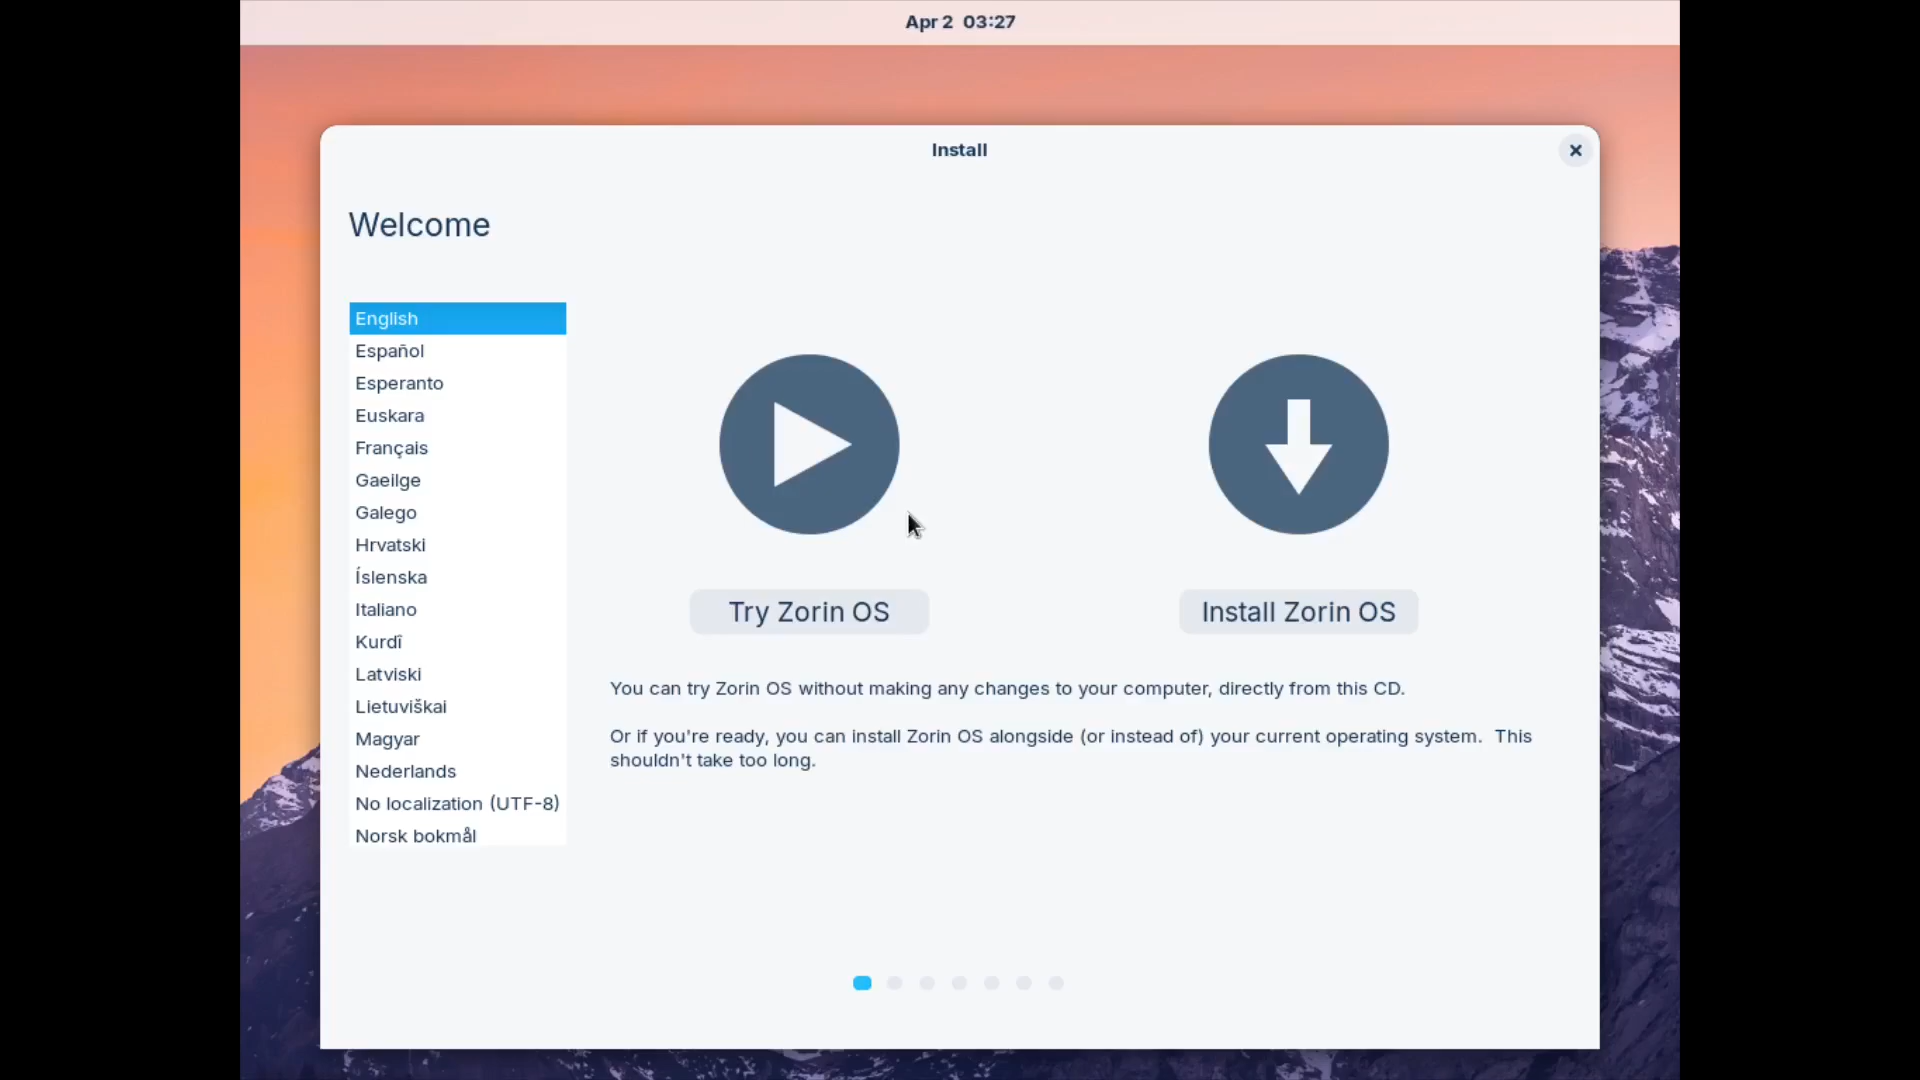 Apr 2  03:27
Install
Welcome
English
Español
Esperanto
Euskara
Français
Gaeilge
Galego
Hrvatski
Íslenska
Italiano
Kurdî
Latviski
Lietuviškai
Magyar
Nederlands
No localization (UTF-8)
Norsk bokmål
Try Zorin OS
Install Zorin OS
You can try Zorin OS without making any changes to your computer, directly from this CD.
Or if you're ready, you can install Zorin OS alongside (or instead of) your current operating system.  This
shouldn't take too long.